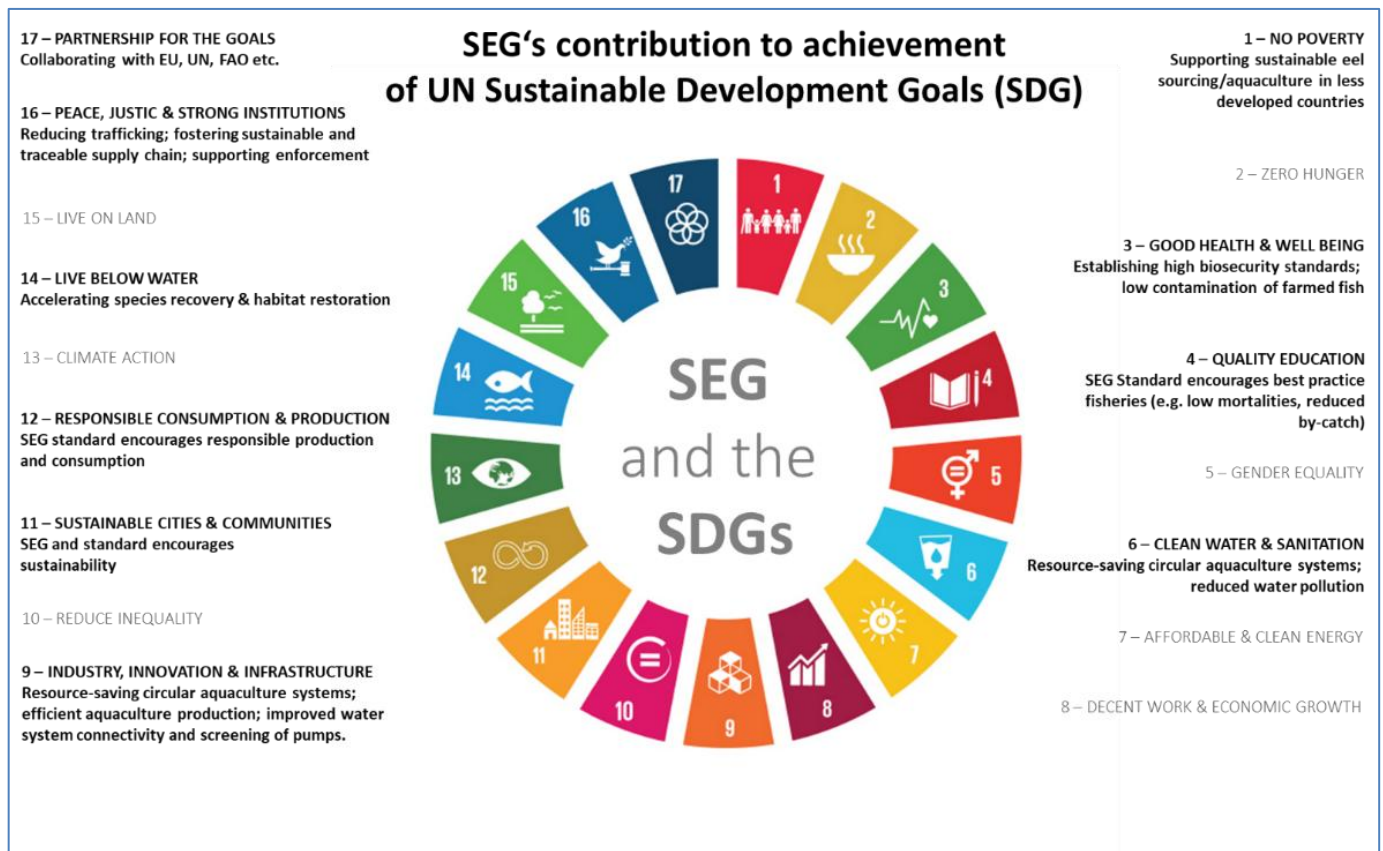 SEG‘s contribution to achievement
of UN Sustainable Development Goals (SDG)
17 – PARTNERSHIP FOR THE GOALS
Collaborating with EU, UN, FAO etc.
16 – PEACE, JUSTIC & STRONG INSTITUTIONS
Reducing trafficking; fostering sustainable and
traceable supply chain; supporting enforcement
15 – LIVE ON LAND
14 – LIVE BELOW WATER
Accelerating species recovery & habitat restoration
13 – CLIMATE ACTION
12 – RESPONSIBLE CONSUMPTION & PRODUCTION
SEG standard encourages responsible production
and consumption
11 – SUSTAINABLE CITIES & COMMUNITIES
SEG and standard encourages
sustainability
10 – REDUCE INEQUALITY
9 – INDUSTRY, INNOVATION & INFRASTRUCTURE
Resource-saving circular aquaculture systems;
efficient aquaculture production; improved water
system connectivity and screening of pumps.
1
2
3
4
5
6
7
8
9
10
11
12
13
14
15
16
17
SEG
and the
SDGs
1 – NO POVERTY
Supporting sustainable eel
sourcing/aquaculture in less
developed countries
2 – ZERO HUNGER
3 – GOOD HEALTH & WELL BEING
Establishing high biosecurity standards;
low contamination of farmed fish
4 – QUALITY EDUCATION
SEG Standard encourages best practice
fisheries (e.g. low mortalities, reduced
by-catch)
5 – GENDER EQUALITY
6 – CLEAN WATER & SANITATION
Resource-saving circular aquaculture systems;
reduced water pollution
7 – AFFORDABLE & CLEAN ENERGY
8 – DECENT WORK & ECONOMIC GROWTH